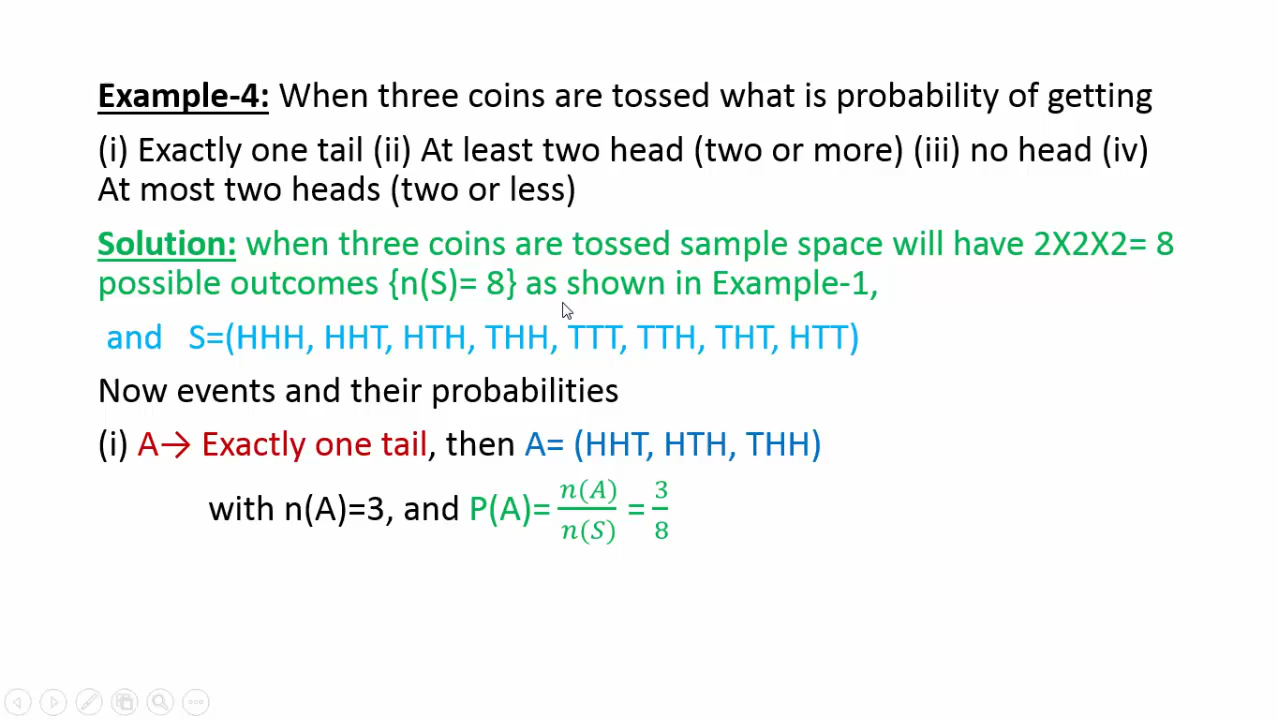 Example-4: When three coins are tossed what is probability of getting
(i) Exactly one tail (ii) At least two head (two or more) (iii) no head (iv)
At most two heads (two or less)
Solution: when three coins are tossed sample space will have 2X2X2= 8
possible outcomes {n(S)= 8} as shown in Example-1,
and S=(HHH, HHT, HTH, THH, TTT, TTH, THT, HTT)
Now events and their probabilities
(i) A→ Exactly one tail, then A= (HHT, HTH, THH)
with n(A)=3, and P(A)= n(A)/n(S) = 3/8